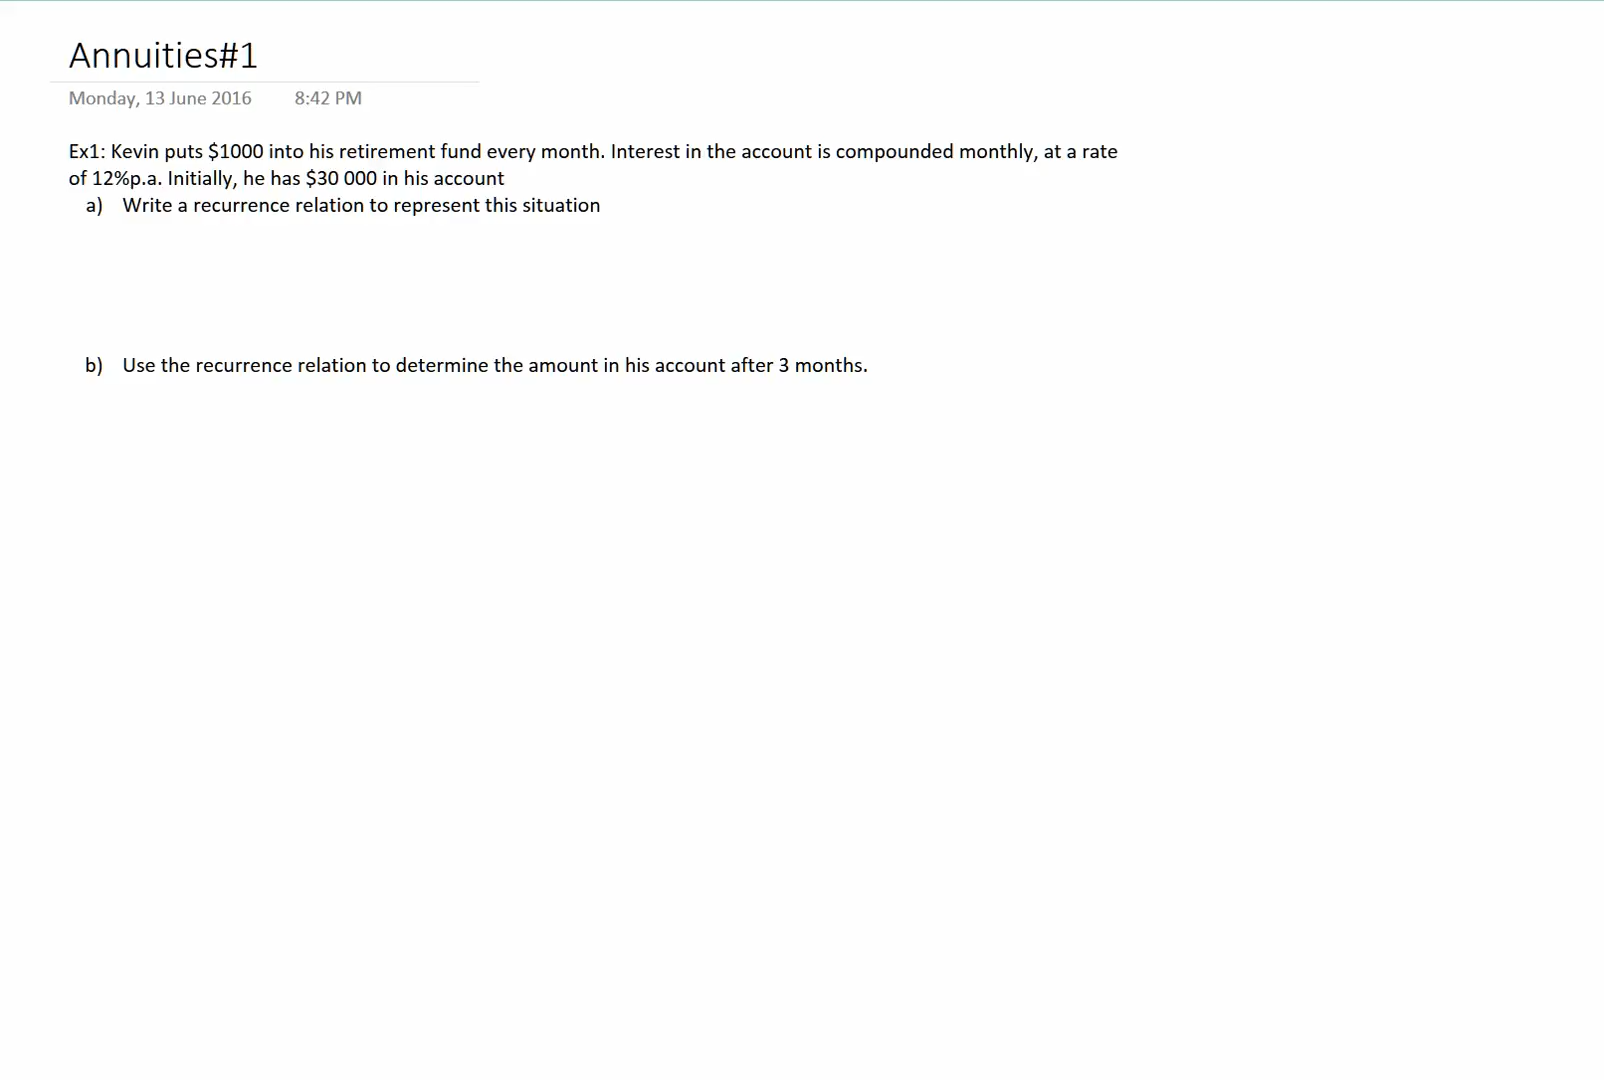 Annuities#1
Monday, 13 June 2016 8:42 PM
Ex1: Kevin puts $1000 into his retirement fund every month. Interest in the account is compounded monthly, at a rate
of 12%p.a. Initially, he has $30 000 in his account
a) Write a recurrence relation to represent this situation
b) Use the recurrence relation to determine the amount in his account after 3 months.